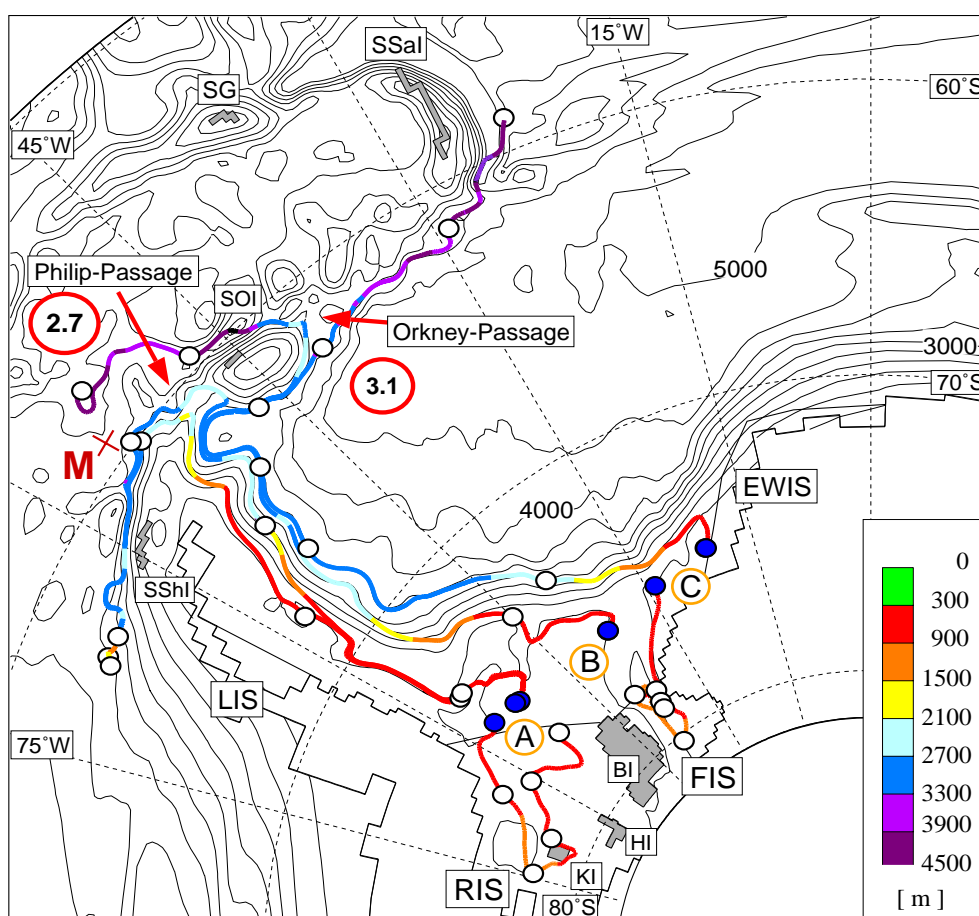 15°W
SSaI
60°S
SG
45°W
5000
Philip-Passage
SOI
2.7
Orkney-Passage
3000
3.1
70°S
M
EWIS
4000
0
300
SShI
C
900
B
1500
LIS
2100
A
2700
75°W
BI
FIS
3300
3900
HI
4500
RIS
KI
[ m ]
80°S